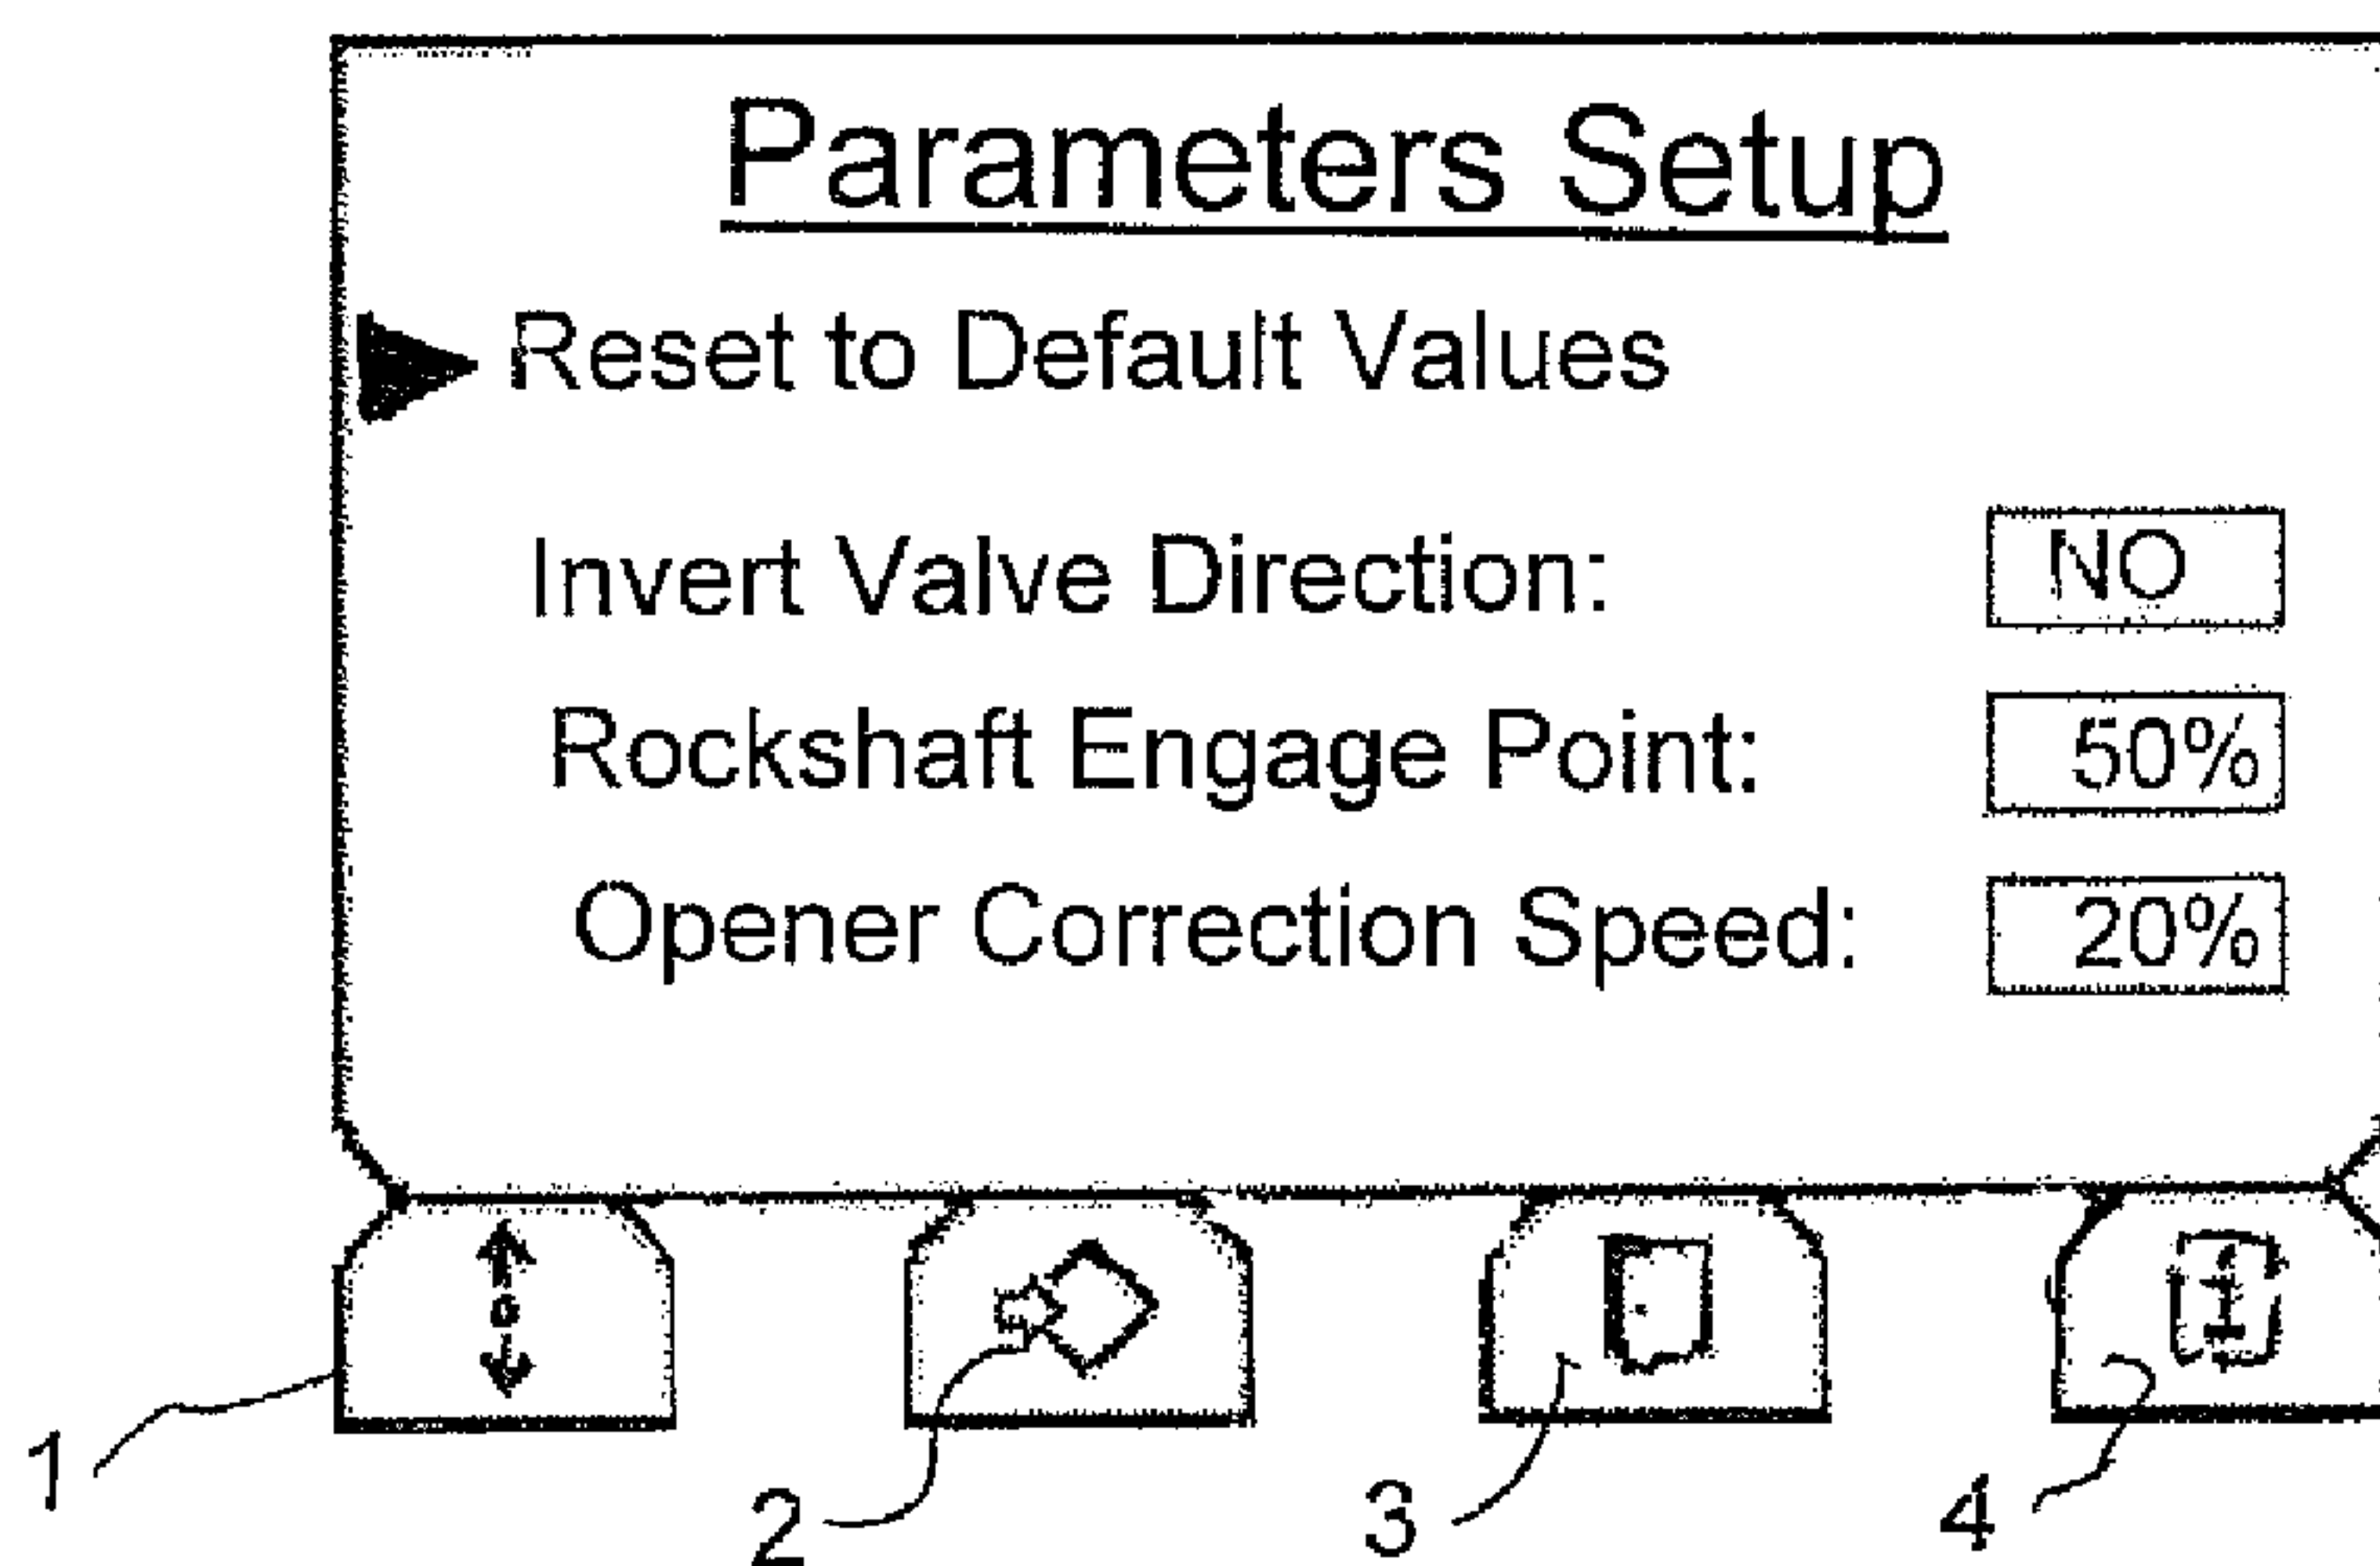 Parameters Setup
Reset to Default Values
Invert Valve Direction: NO
Rockshaft Engage Point: 50%
Opener Correction Speed: 20%
i
1 2 3 4